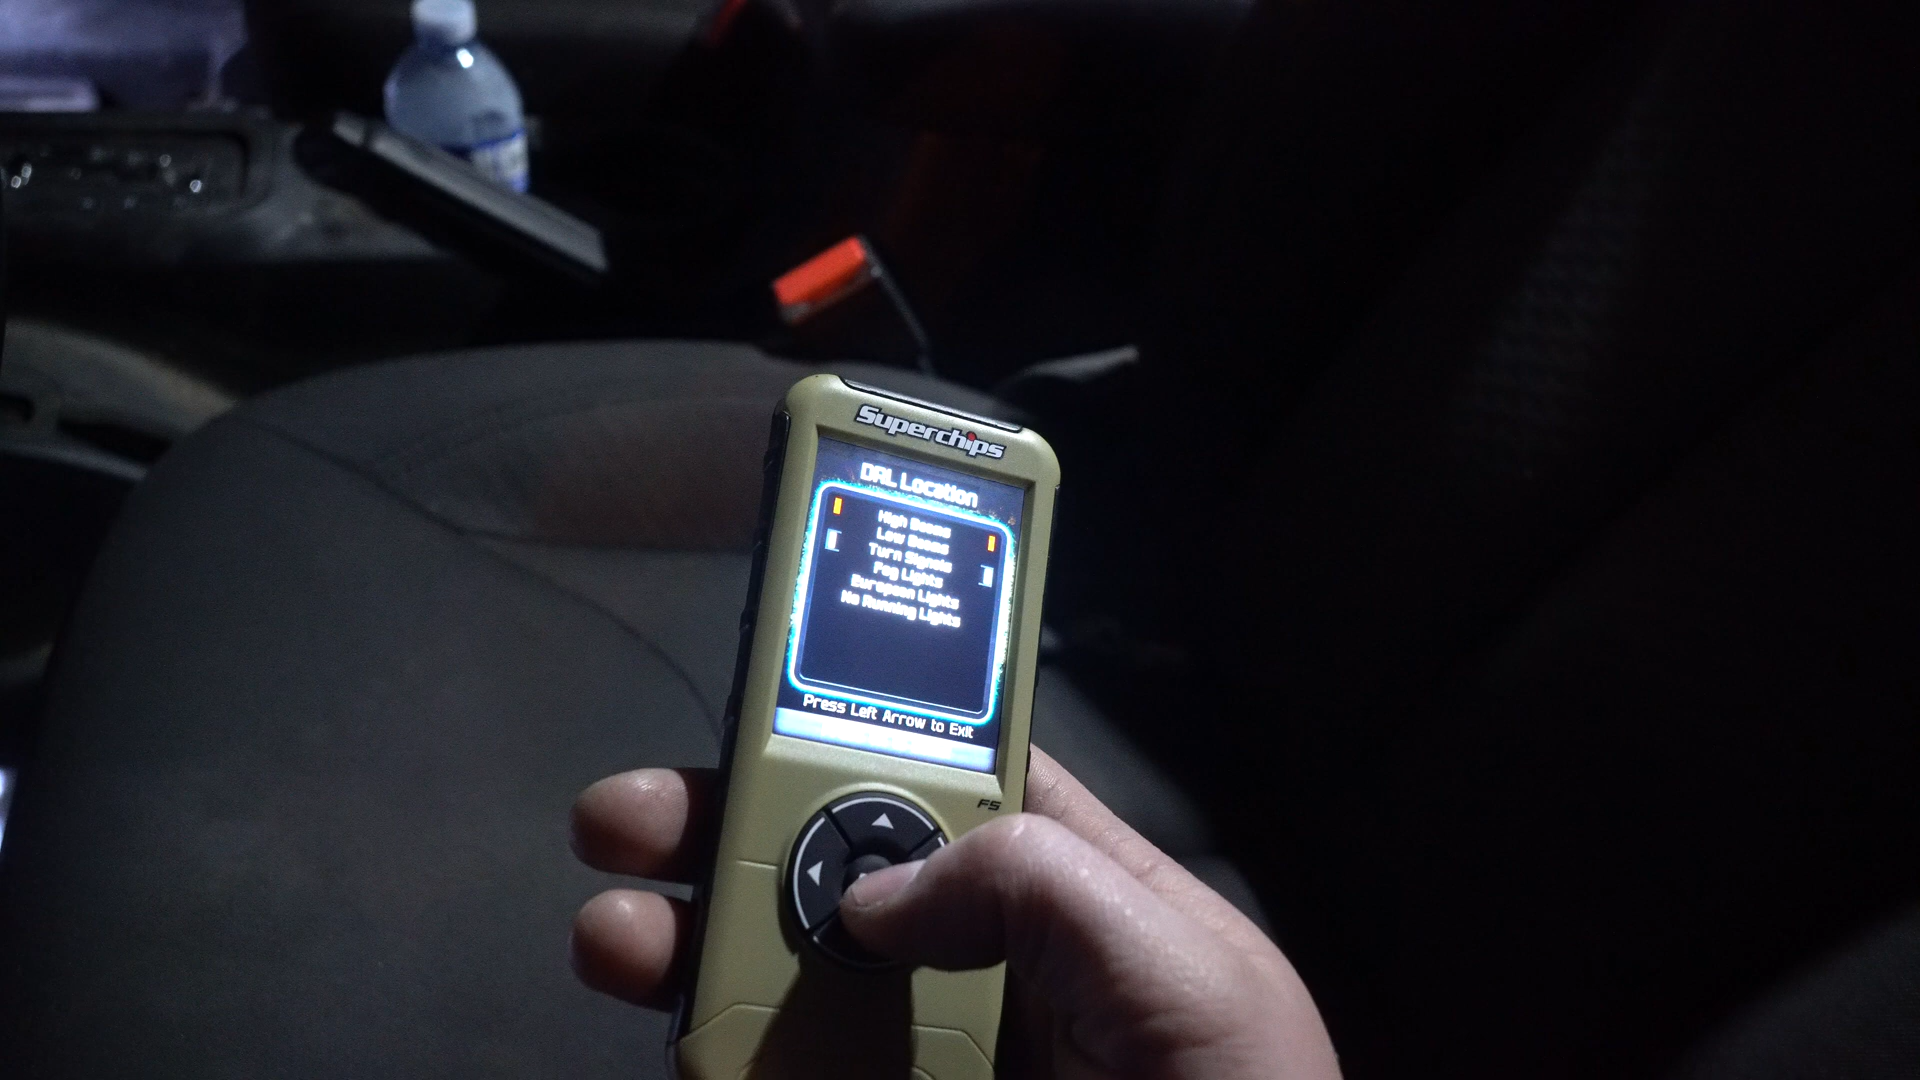 Superchips
DRL Location
High Beams
Low Beams
Turn Signals
Fog Lights
European Lights
No Running Lights
Press Left Arrow to Exit
F5